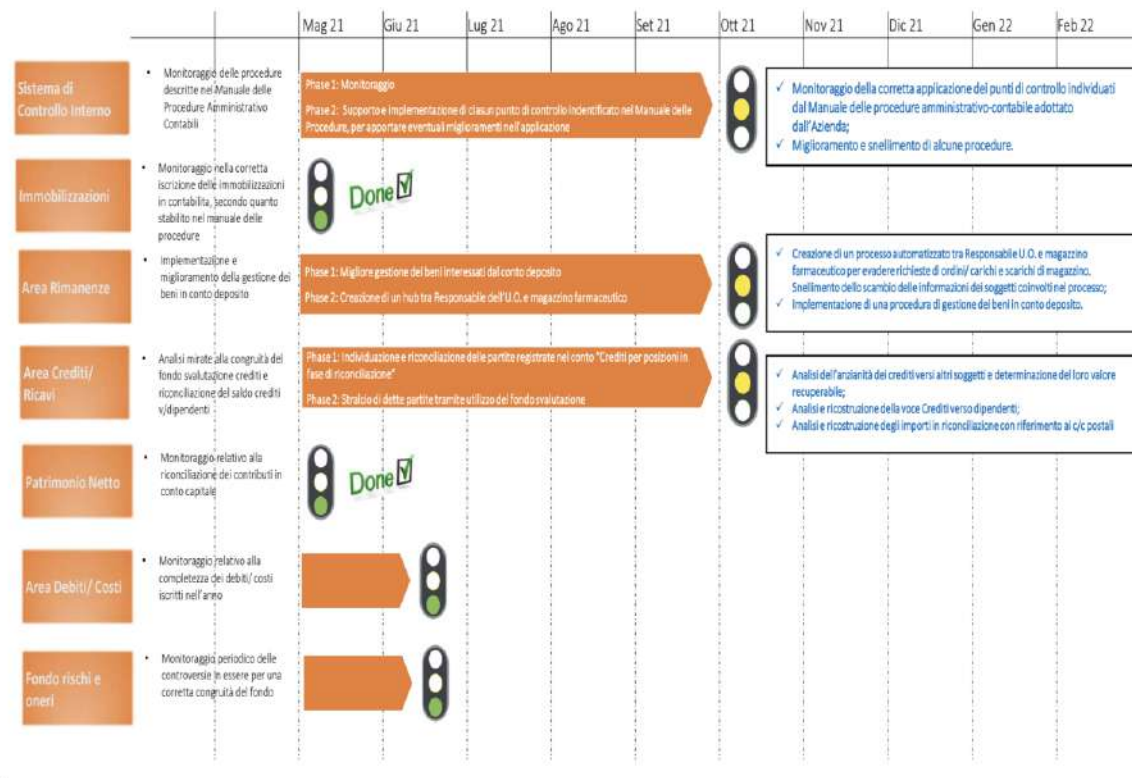 Mag 21
Giu 21
Lug 21
Ago 21
Set 21
Ott 21
Nov 21
Dic 21
Gen 22
Feb 22
Sistema di
Controllo Interno
• Monitoraggio delle procedure
descritte nel Manuale delle
Procedure Amministrativo
Contabili
Phase 1: Monitoraggio
Phase 2: Supporto e implementazione di ciasun punto di controllo indentificato nel Manuale delle
Procedure, per apportare eventuali miglioramenti nell'applicazione
✓ Monitoraggio della corretta applicazione dei punti di controllo individuati
dal Manuale delle procedure amministrativo-contabile adottato
dall'Azienda;
✓ Miglioramento e snellimento di alcune procedure.
Immobilizzazioni
• Monitoraggio nella corretta
iscrizione delle immobilizzazioni
in contabilita, secondo quanto
stabilito nel manuale delle
procedure
Done
Area Rimanenze
• Implementazione e
miglioramento della gestione dei
beni in conto deposito
Phase 1: Migliore gestione dei beni interessati dal conto deposito
Phase 2: Creazione di un hub tra Responsabile dell'U.O. e magazzino farmaceutico
✓ Creazione di un processo automatizzato tra Responsabile U.O. e magazzino
farmaceutico per evadere richieste di ordini/ carichi e scarichi di magazzino.
Snellimento dello scambio delle informazioni dei soggetti coinvolti nel processo;
✓ Implementazione di una procedura di gestione dei beni in conto deposito.
Area Crediti/
Ricavi
• Analisi mirate alla congruità del
fondo svalutazione crediti e
riconciliazione del saldo crediti
v/dipendenti
Phase 1: Individuazione e riconciliazione delle partite registrate nel conto "Crediti per posizioni in
fase di riconciliazione"
Phase 2: Stralcio di dette partite tramite utilizzo del fondo svalutazione
✓ Analisi dell'anzianità dei crediti versi altri soggetti e determinazione del loro valore
recuperabile;
✓ Analisi e ricostruzione della voce Crediti verso dipendenti;
✓ Analisi e ricostruzione degli importi in riconciliazione con riferimento ai c/c postali
Patrimonio Netto
• Monitoraggio relativo alla
riconciliazione dei contributi in
conto capitale
Done
Area Debiti/ Costi
• Monitoraggio relativo alla
completezza dei debiti/ costi
iscritti nell'anno
Fondo rischi e
oneri
• Monitoraggio periodico delle
controversie in essere per una
corretta congruità del fondo